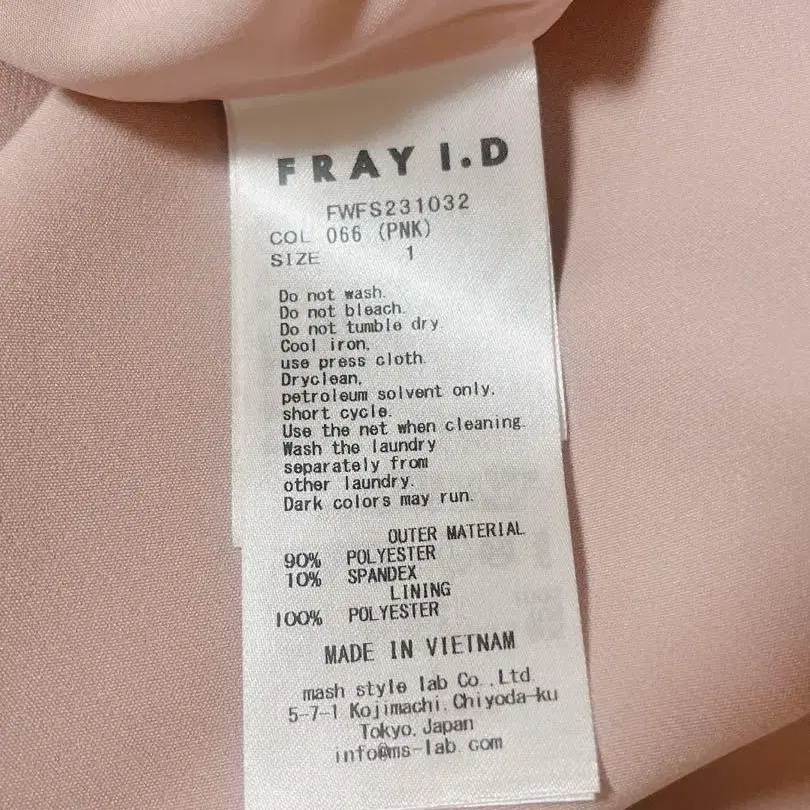 FRAY I.D
FWFS231032
COL 066 (PNK)
SIZE 1
Do not wash.
Do not bleach.
Do not tumble dry.
Cool iron,
use press cloth.
Dryclean,
petroleum solvent only,
short cycle.
Use the net when cleaning.
Wash the laundry
separately from
other laundry.
Dark colors may run.
OUTER MATERIAL
90% POLYESTER
10% SPANDEX
LINING
100% POLYESTER
MADE IN VIETNAM
mash style lab Co.,Ltd.
5-7-1 Kojimachi, Chiyoda-ku
Tokyo, Japan
info@ms-lab.com